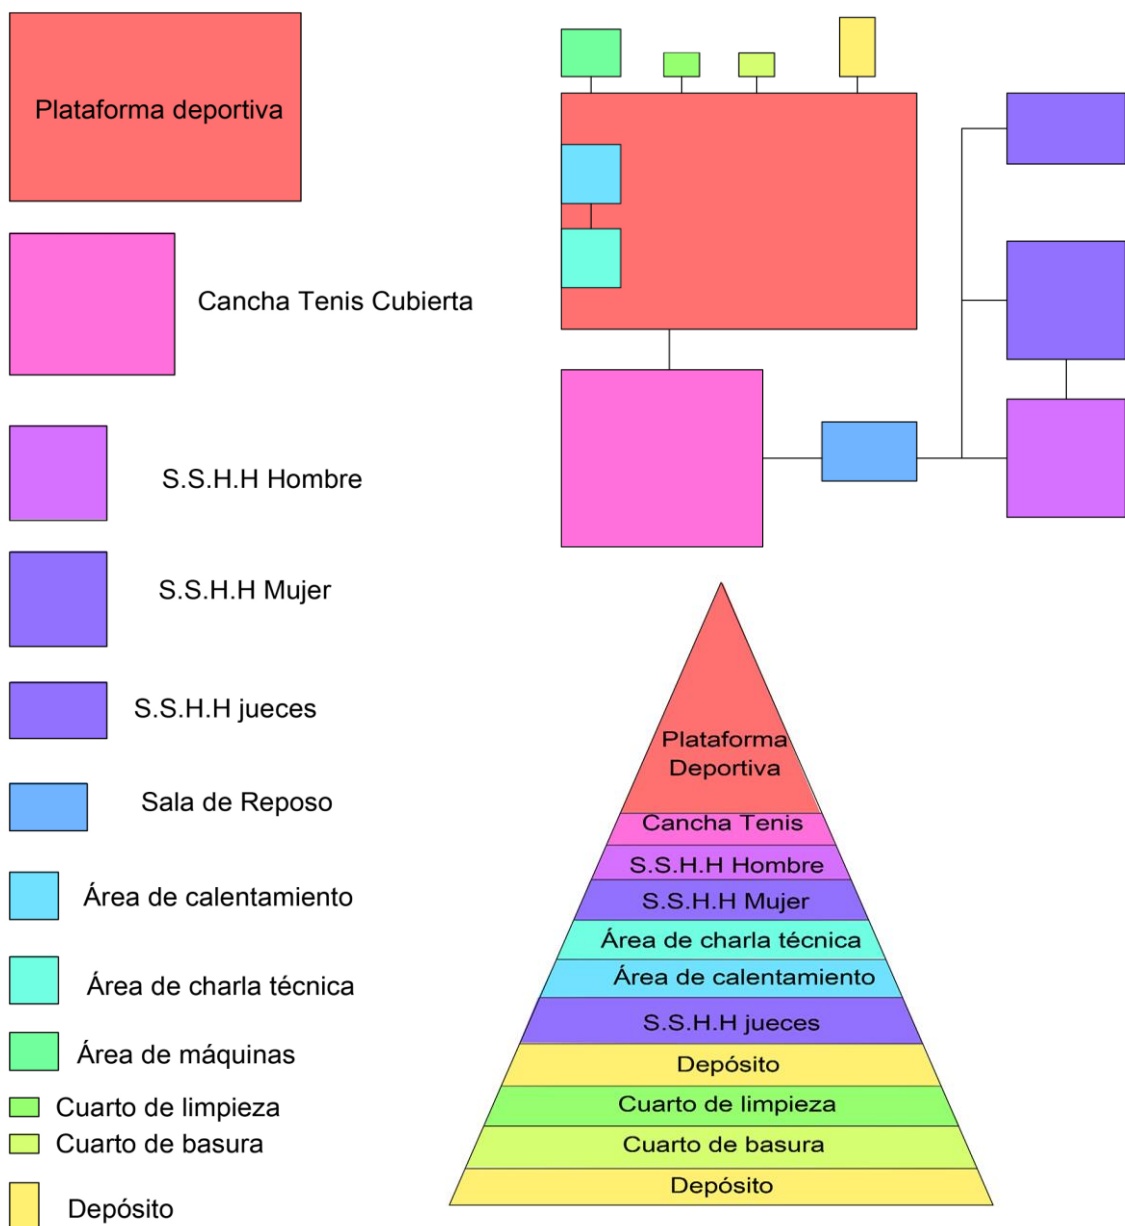 Plataforma deportiva
Cancha Tenis Cubierta
S.S.H.H Hombre
S.S.H.H Mujer
S.S.H.H jueces
Sala de Reposo
Área de calentamiento
Área de charla técnica
Área de máquinas
Cuarto de limpieza
Cuarto de basura
Depósito
Plataforma
Deportiva
Cancha Tenis
S.S.H.H Hombre
S.S.H.H Mujer
Área de charla técnica
Área de calentamiento
S.S.H.H jueces
Depósito
Cuarto de limpieza
Cuarto de basura
Depósito